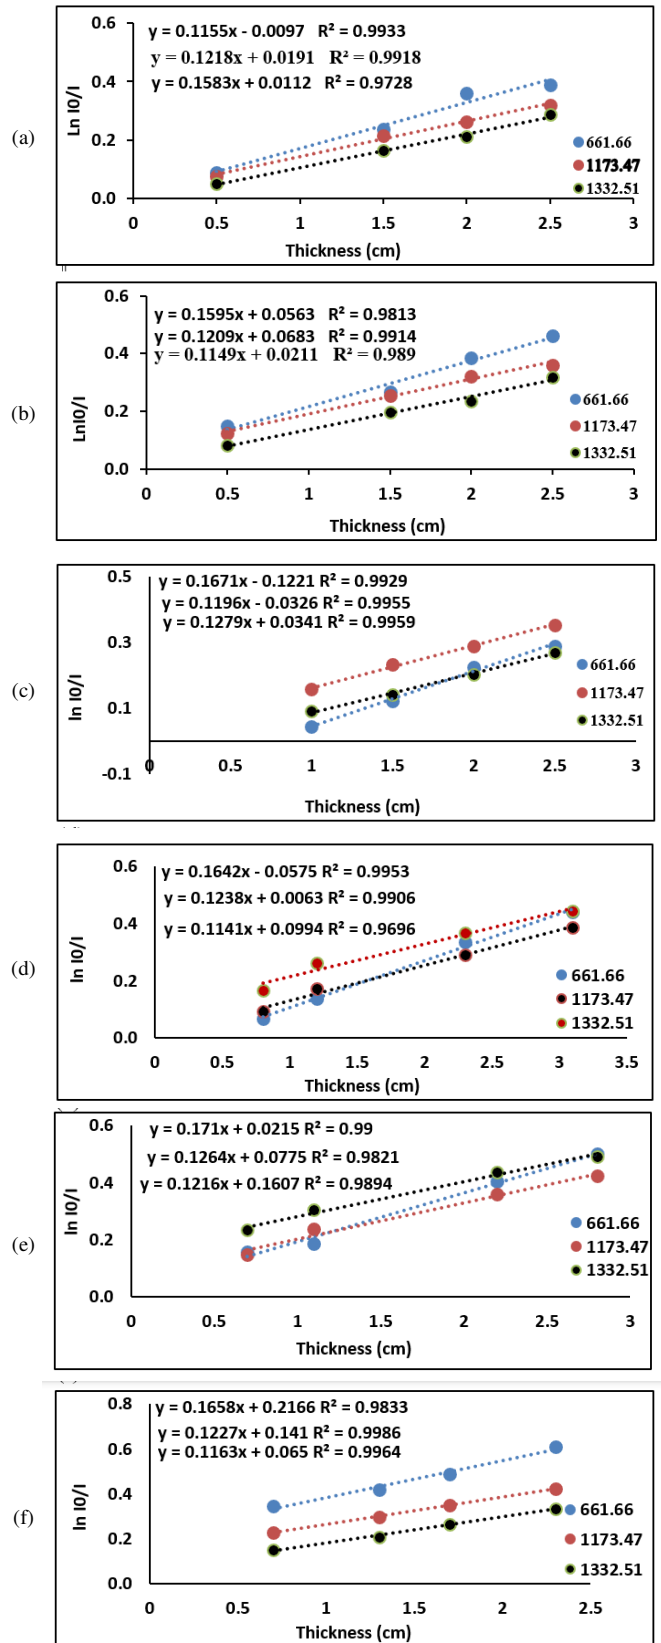 (a)
y = 0.1155x - 0.0097 R² = 0.9933
y = 0.1218x + 0.0191 R² = 0.9918
y = 0.1583x + 0.0112 R² = 0.9728
Ln I0/I
0.6
0.4
0.2
0.0
0 0.5 1 1.5 2 2.5 3
Thickness (cm)
661.66
1173.47
1332.51
(b)
y = 0.1595x + 0.0563 R² = 0.9813
y = 0.1209x + 0.0683 R² = 0.9914
y = 0.1149x + 0.0211 R² = 0.989
LnI0/I
0.6
0.4
0.2
0.0
0 0.5 1 1.5 2 2.5 3
Thickness (cm)
661.66
1173.47
1332.51
(c)
y = 0.1671x - 0.1221 R² = 0.9929
y = 0.1196x - 0.0326 R² = 0.9955
y = 0.1279x + 0.0341 R² = 0.9959
ln I0/I
0.5
0.3
0.1
-0.1
0 0.5 1 1.5 2 2.5 3
Thickness (cm)
661.66
1173.47
1332.51
(d)
y = 0.1642x - 0.0575 R² = 0.9953
y = 0.1238x + 0.0063 R² = 0.9906
y = 0.1141x + 0.0994 R² = 0.9696
ln I0/I
0.6
0.4
0.2
0.0
0 0.5 1 1.5 2 2.5 3 3.5
Thickness (cm)
661.66
1173.47
1332.51
(e)
y = 0.171x + 0.0215 R² = 0.99
y = 0.1264x + 0.0775 R² = 0.9821
y = 0.1216x + 0.1607 R² = 0.9894
ln I0/I
0.6
0.4
0.2
0.0
0 0.5 1 1.5 2 2.5 3
Thickness (cm)
661.66
1173.47
1332.51
(f)
y = 0.1658x + 0.2166 R² = 0.9833
y = 0.1227x + 0.141 R² = 0.9986
y = 0.1163x + 0.065 R² = 0.9964
ln I0/I
0.8
0.6
0.4
0.2
0.0
0 0.5 1 1.5 2 2.5
Thickness (cm)
661.66
1173.47
1332.51